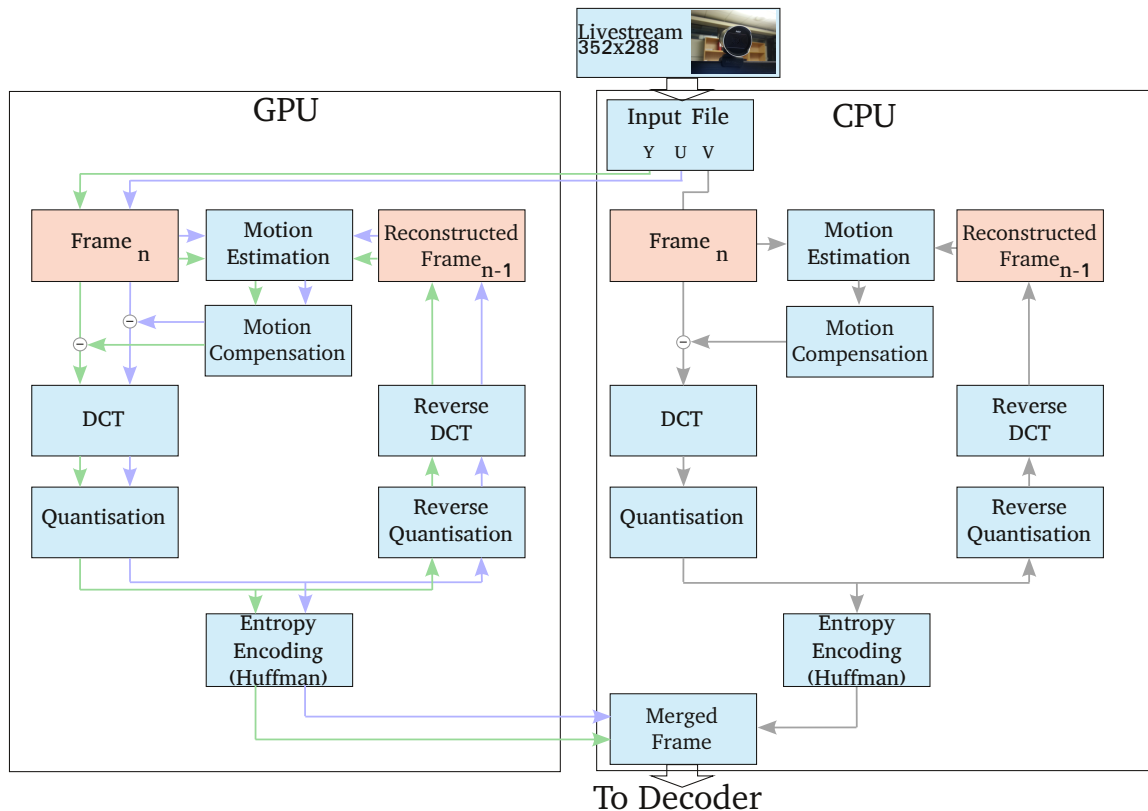 Livestream
352x288
GPU
CPU
Input File
Y U V
Frame n
Motion
Estimation
Reconstructed
Frame n-1
Motion
Compensation
DCT
Reverse
DCT
Quantisation
Reverse
Quantisation
Entropy
Encoding
(Huffman)
Frame n
Motion
Estimation
Reconstructed
Frame n-1
−
−
−
Motion
Compensation
DCT
Reverse
DCT
Quantisation
Reverse
Quantisation
Entropy
Encoding
(Huffman)
Merged
Frame
To Decoder